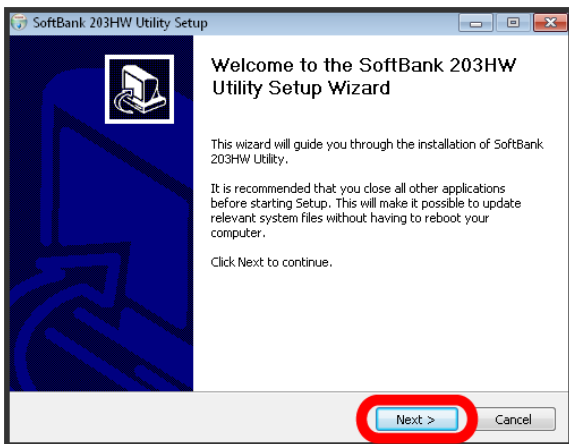 SoftBank 203HW Utility Setup
Welcome to the SoftBank 203HW
Utility Setup Wizard
This wizard will guide you through the installation of SoftBank
203HW Utility.
It is recommended that you close all other applications
before starting Setup. This will make it possible to update
relevant system files without having to reboot your
computer.
Click Next to continue.
Next >
Cancel